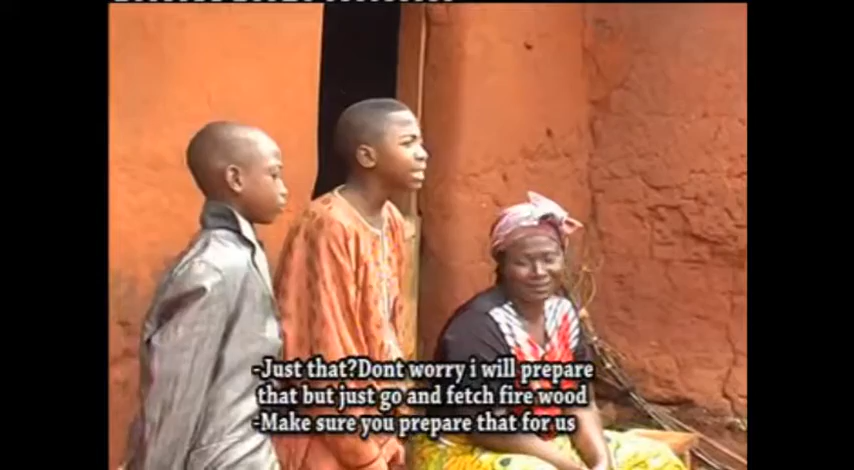 -Just that?Dont worry i will prepare
that but just go and fetch fire wood
-Make sure you prepare that for us